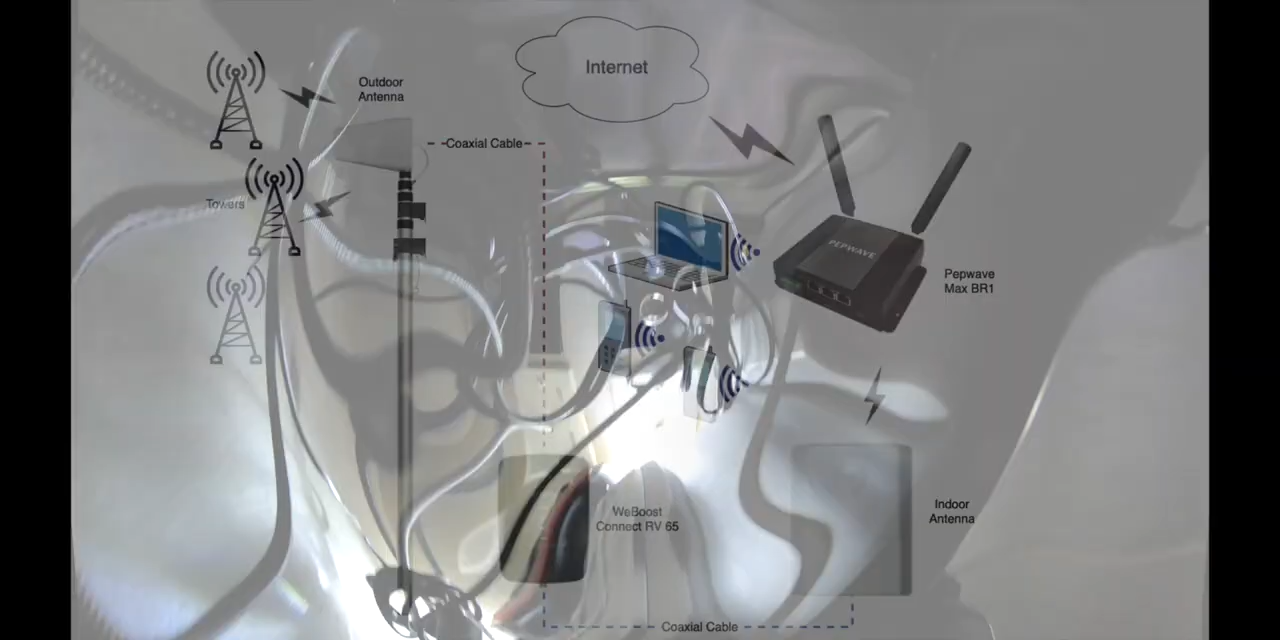 Internet
Outdoor
Antenna
Coaxial Cable
Towers
PEPWAVE
Pepwave
Max BR1
WeBoost
Connect RV 65
Indoor
Antenna
Coaxial Cable